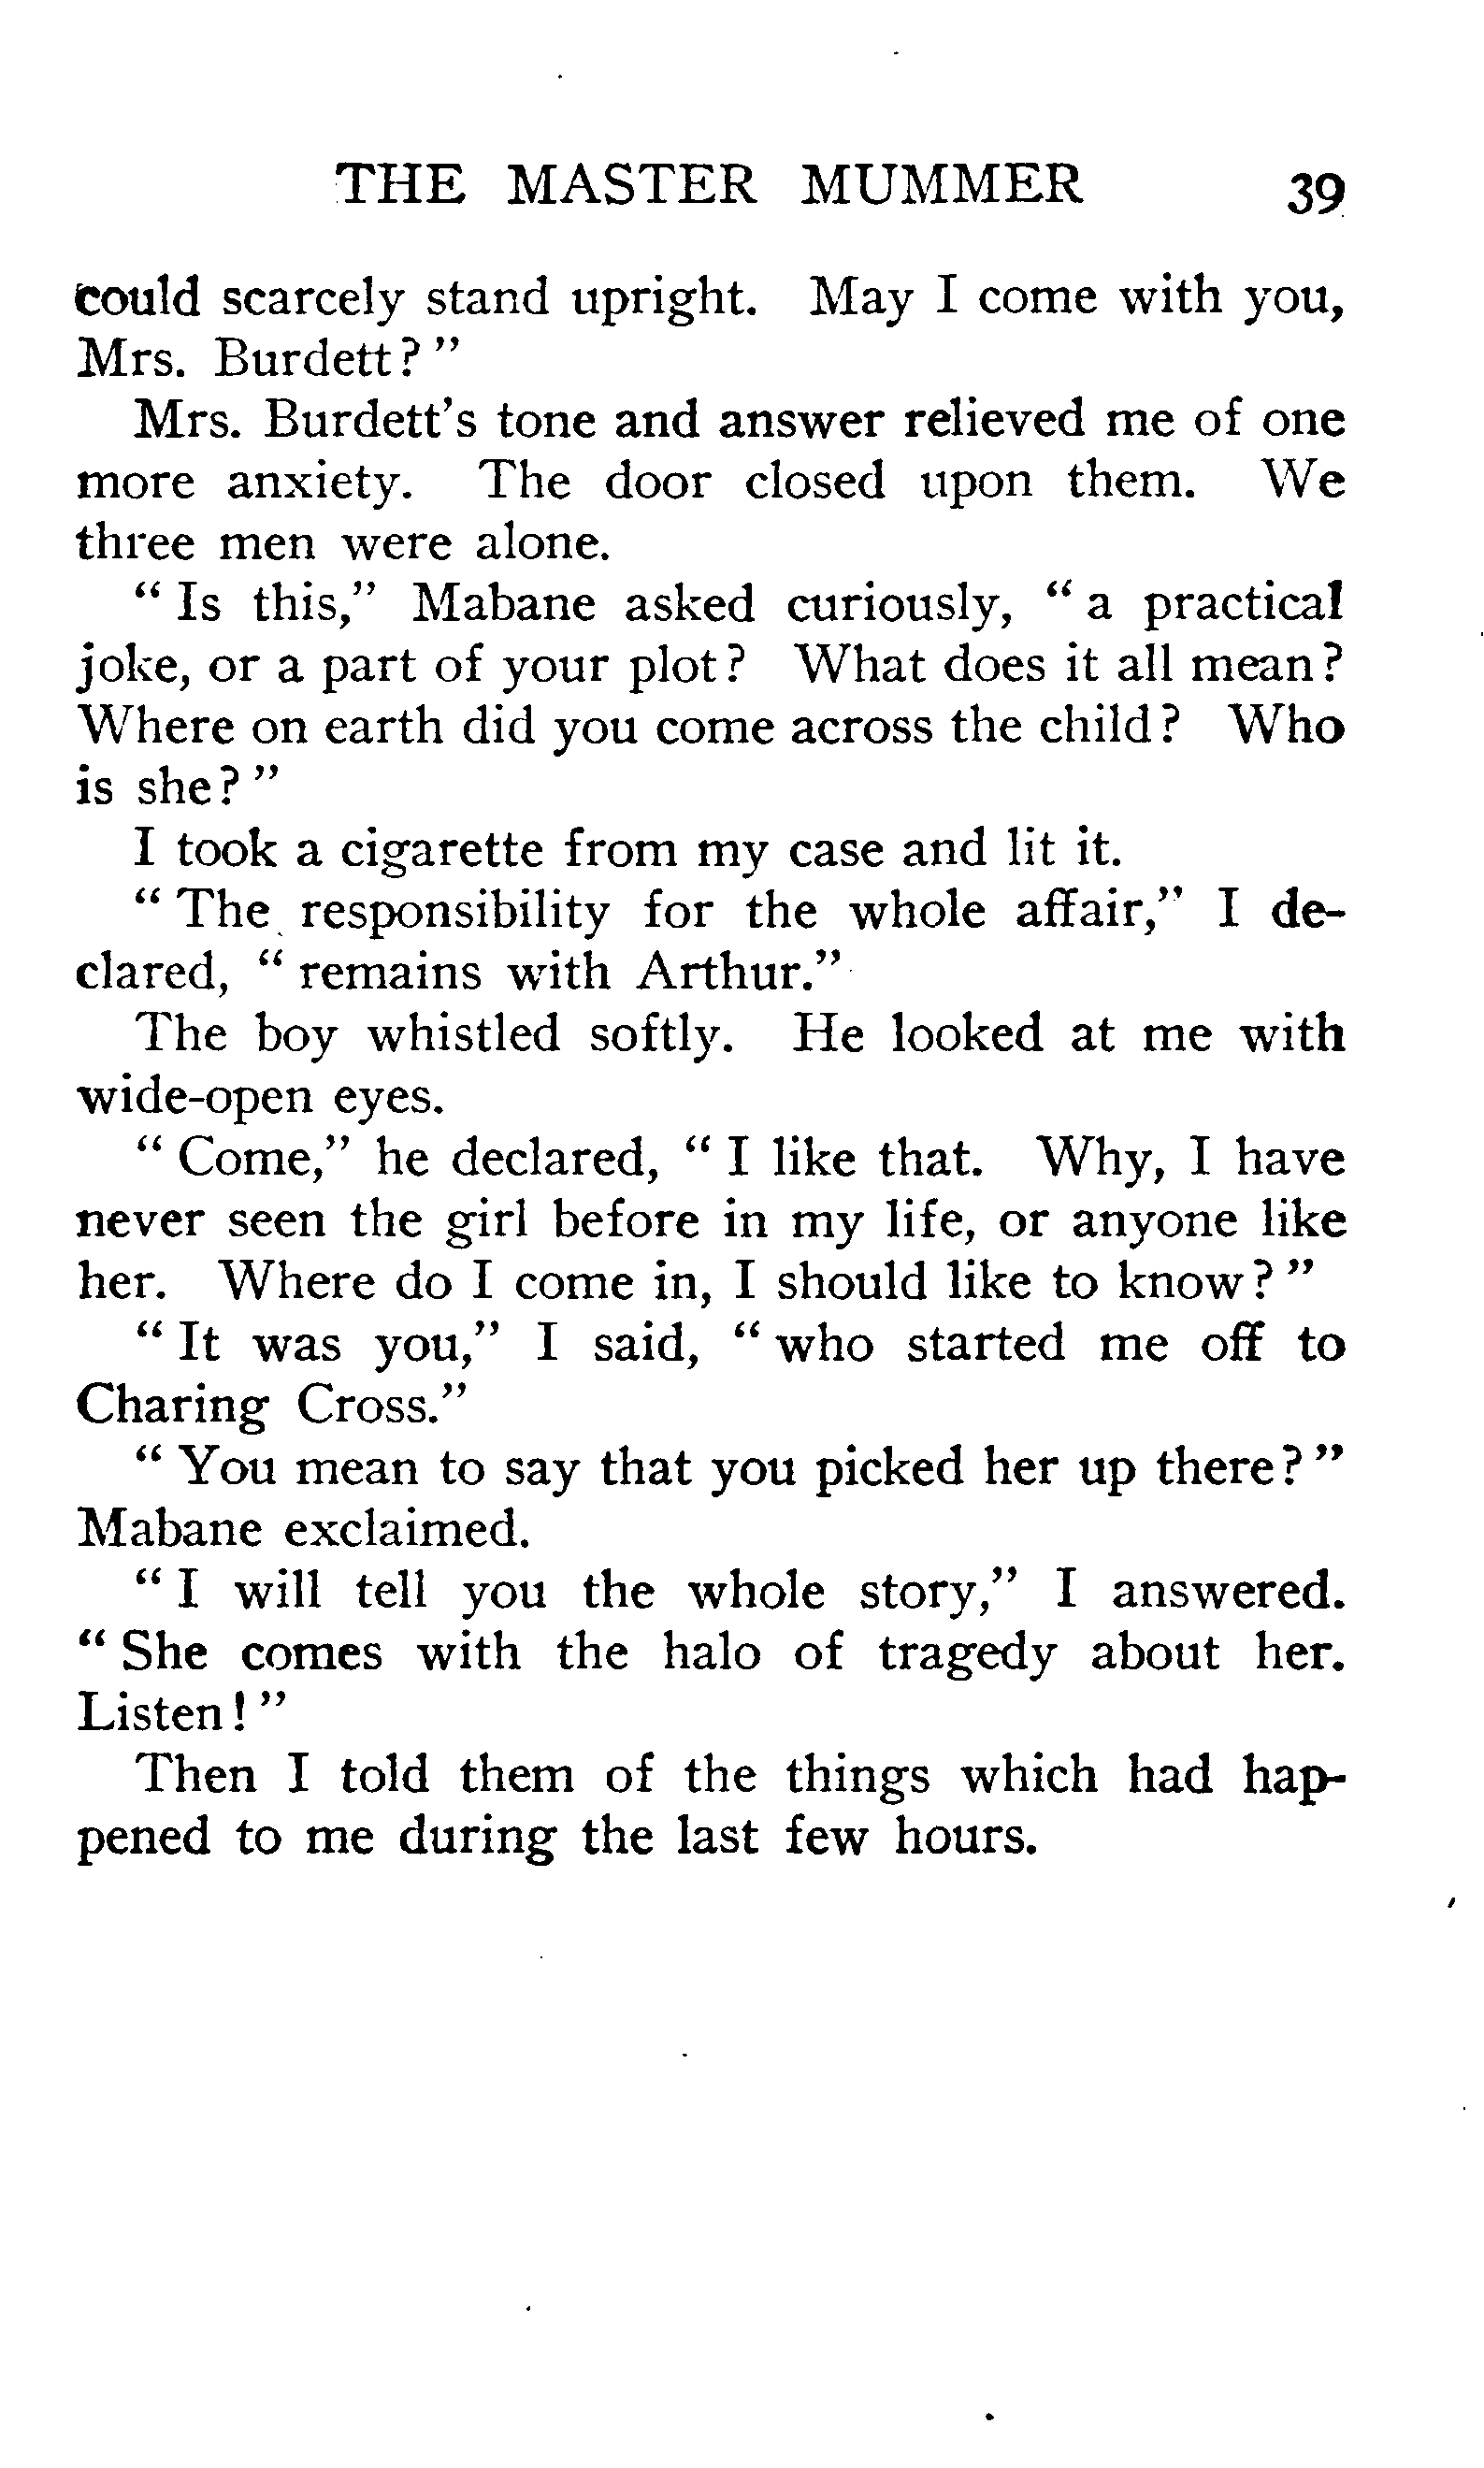 THE MASTER MUMMER 39
could scarcely stand upright. May I come with you,
Mrs. Burdett? "
Mrs. Burdett's tone and answer relieved me of one
more anxiety. The door closed upon them. We
three men were alone.
" Is this," Mabane asked curiously, " a practical
joke, or a part of your plot? What does it all mean?
Where on earth did you come across the child? Who
is she? "
I took a cigarette from my case and lit it.
" The responsibility for the whole affair," I de-
clared, " remains with Arthur."
The boy whistled softly. He looked at me with
wide-open eyes.
" Come," he declared, " I like that. Why, I have
never seen the girl before in my life, or anyone like
her. Where do I come in, I should like to know? "
" It was you," I said, " who started me off to
Charing Cross."
" You mean to say that you picked her up there? "
Mabane exclaimed.
" I will tell you the whole story," I answered.
" She comes with the halo of tragedy about her.
Listen! "
Then I told them of the things which had hap-
pened to me during the last few hours.